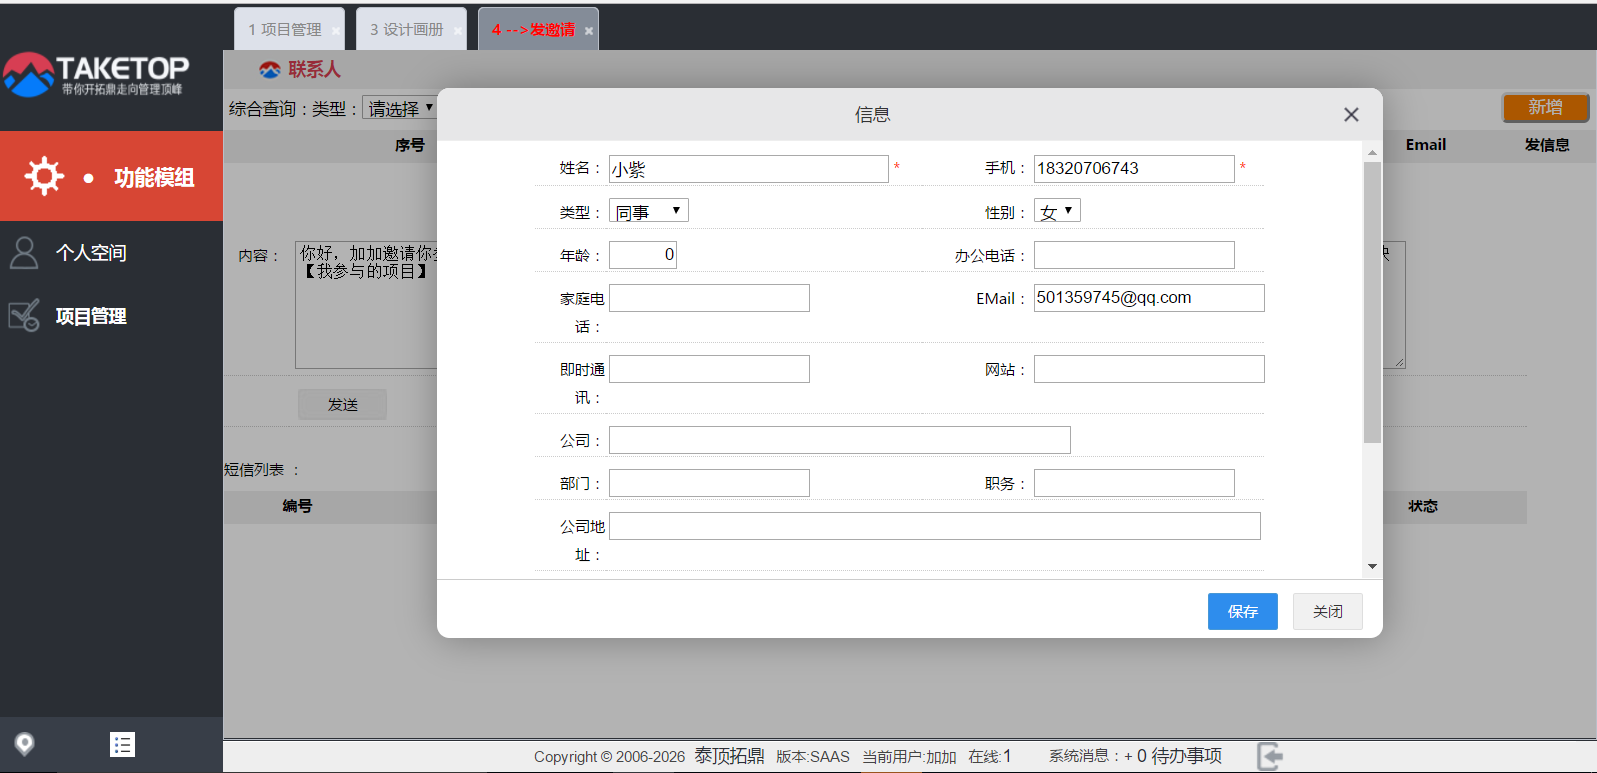 1 项目管理 ×
3 设计画册 ×
4 -->发邀请 ×
TAKETOP
带你开拓鼎走向管理顶峰
联系人
综合查询：类型： 请选择
新增
序号
Email
发信息
功能模组
个人空间
项目管理
内容：
你好，加加邀请你
【我参与的项目】
发送
短信列表 ：
编号
状态
信息
姓名： 小紫 *
手机： 18320706743 *
类型： 同事
性别： 女
年龄： 0
办公电话：
家庭电话：
EMail： 501359745@qq.com
即时通讯：
网站：
公司：
部门：
职务：
公司地址：
保存
关闭
Copyright © 2006-2026 泰顶拓鼎 版本:SAAS 当前用户:加加 在线:1 系统消息：+ 0 待办事项